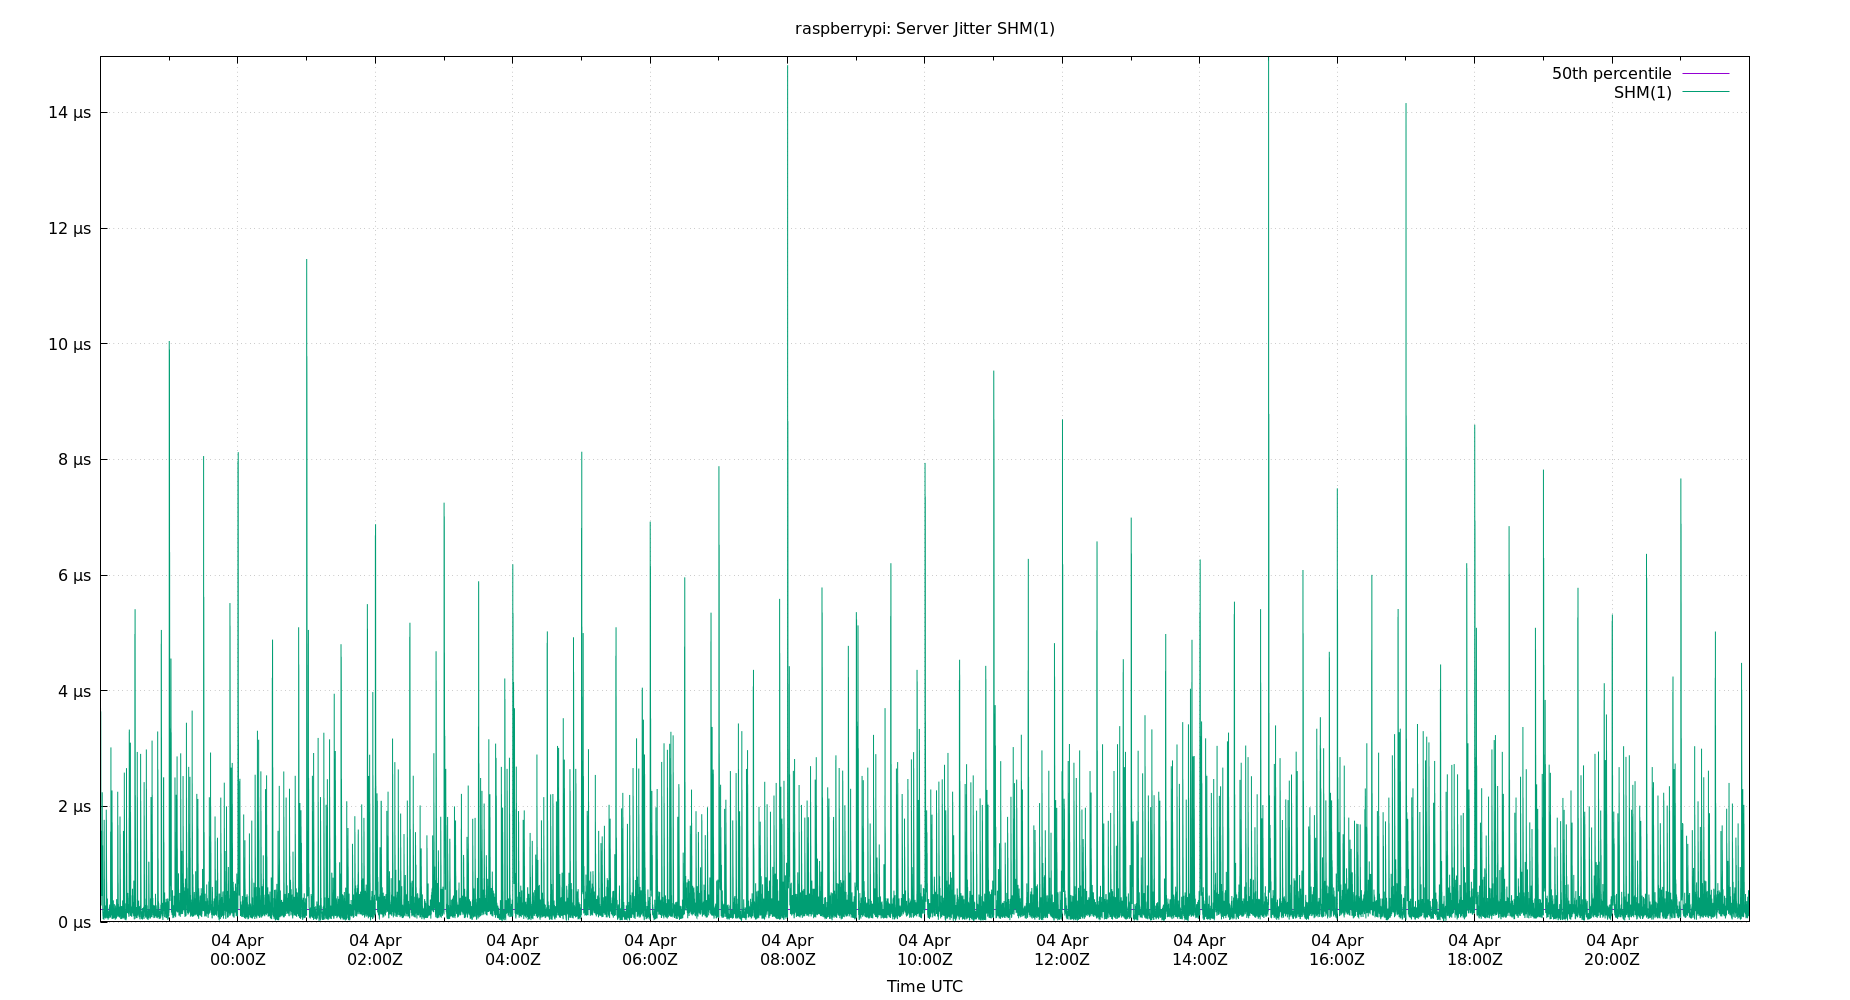 raspberrypi: Server Jitter SHM(1)
50th percentile
SHM(1)
14 µs
12 µs
10 µs
8 µs
6 µs
4 µs
2 µs
0 µs
04 Apr 04 Apr 04 Apr 04 Apr 04 Apr 04 Apr 04 Apr 04 Apr 04 Apr 04 Apr 04 Apr
00:00Z 02:00Z 04:00Z 06:00Z 08:00Z 10:00Z 12:00Z 14:00Z 16:00Z 18:00Z 20:00Z
Time UTC